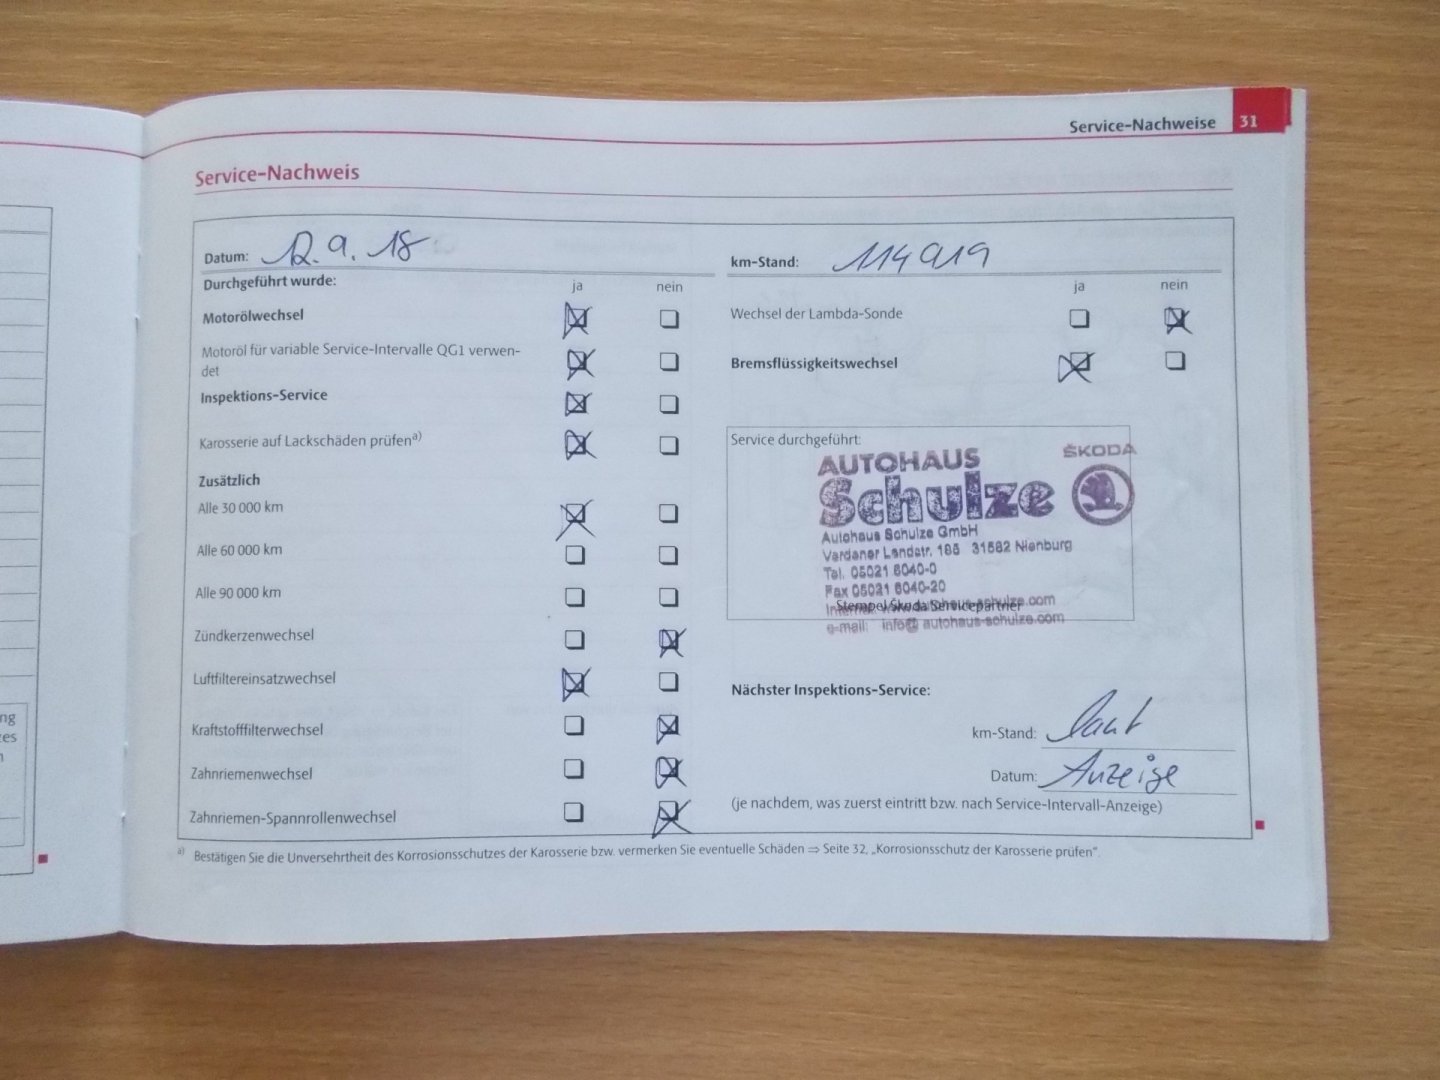 Service-Nachweise 31
Service-Nachweis
Datum: 12.9.18
km-Stand: 114919
Durchgeführt wurde: ja nein
ja nein
Motorölwechsel
Wechsel der Lambda-Sonde
Motoröl für variable Service-Intervalle QG1 verwen-
det
Bremsflüssigkeitswechsel
Inspektions-Service
Karosserie auf Lackschäden prüfena)
Zusätzlich
Alle 30 000 km
Alle 60 000 km
Alle 90 000 km
Zündkerzenwechsel
Luftfiltereinsatzwechsel
Kraftstofffilterwechsel
Zahnriemenwechsel
Zahnriemen-Spannrollenwechsel
Service durchgeführt:
AUTOHAUS
ŠKODA
Schulze
Autohaus Schulze GmbH
Verdener Landstr. 31582 Nienburg
Tel. 05021 6040-0
Fax 05021 6040-20
Stempel Škoda Servicepartner
e-mail: info@autohaus-schulze.com
Nächster Inspektions-Service:
km-Stand: laut
Datum: Anzeige
(je nachdem, was zuerst eintritt bzw. nach Service-Intervall-Anzeige)
a) Bestätigen Sie die Unversehrtheit des Korrosionsschutzes der Karosserie bzw. vermerken Sie eventuelle Schäden ⇒ Seite 32, „Korrosionsschutz der Karosserie prüfen“.